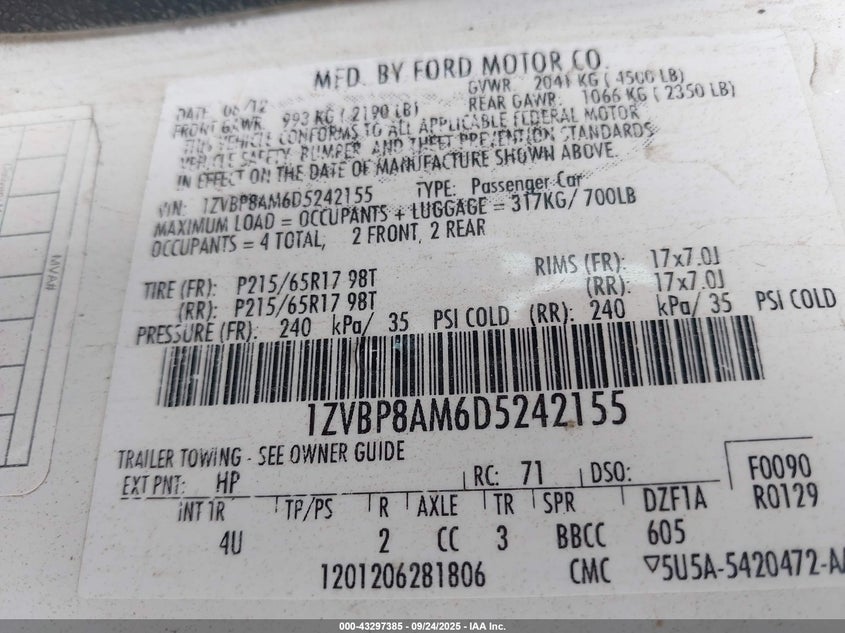 MFD. BY FORD MOTOR CO.
DATE: 06/12 GVWR: 2041 KG ( 4500 LB)
FRONT GAWR: 993 KG ( 2190 LB) REAR GAWR: 1066 KG ( 2350 LB)
THIS VEHICLE CONFORMS TO ALL APPLICABLE FEDERAL MOTOR
VEHICLE SAFETY, BUMPER, AND THEFT PREVENTION STANDARDS
IN EFFECT ON THE DATE OF MANUFACTURE SHOWN ABOVE.
VIN: 1ZVBP8AM6D5242155 TYPE: Passenger Car
MAXIMUM LOAD = OCCUPANTS + LUGGAGE = 317KG/ 700LB
OCCUPANTS = 4 TOTAL, 2 FRONT, 2 REAR
TIRE (FR): P215/65R17 98T RIMS (FR): 17x7.0J
(RR): P215/65R17 98T (RR): 17x7.0J
PRESSURE (FR): 240 kPa/ 35 PSI COLD (RR): 240 kPa/ 35 PSI COLD
1ZVBP8AM6D5242155
TRAILER TOWING - SEE OWNER GUIDE
EXT PNT: HP RC: 71 DSO: F0090
INT TR TP/PS R AXLE TR SPR DZF1A R0129
4U 2 CC 3 BBCC 605
1201206281806 CMC 5U5A-5420472-A
MVA#
000-43297385 - 09/24/2025 - IAA Inc.